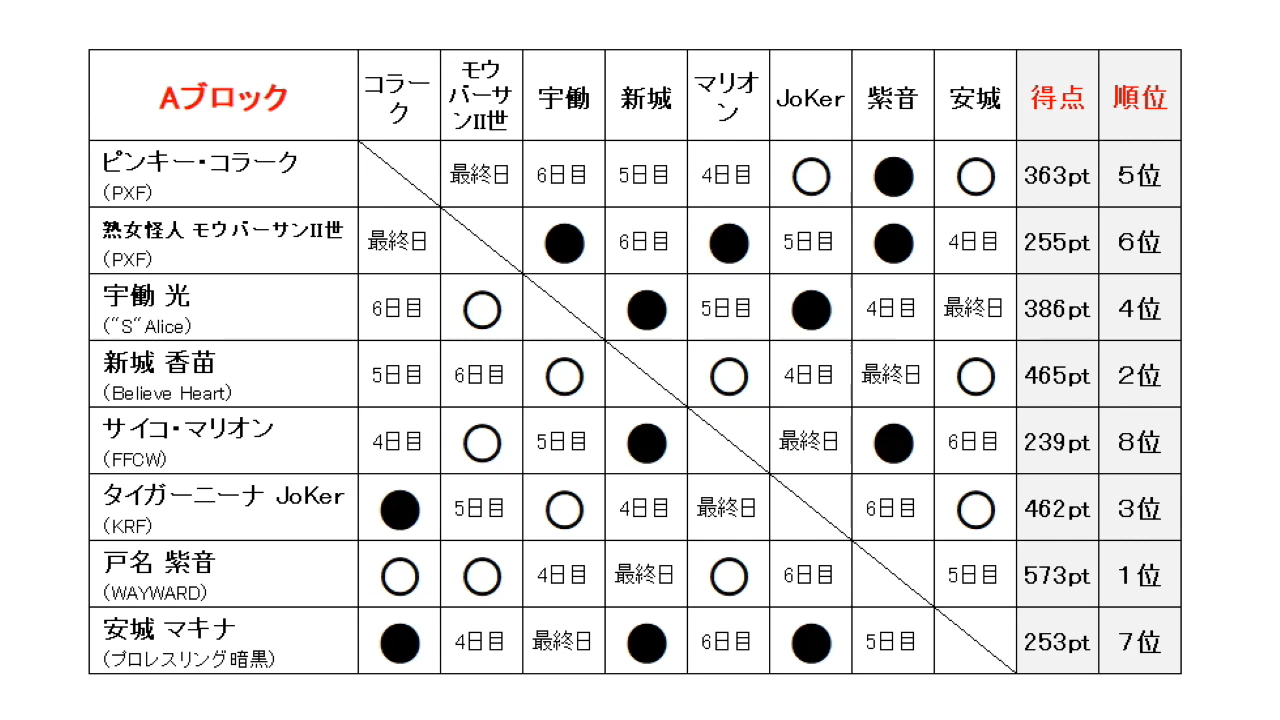 Aブロック コラーク モウバーサンII世 宇働 新城 マリオン JoKer 紫音 安城 得点 順位
ピンキー・コラーク 最終日 6日目 5日目 4日目 ○ ● ○ 363pt 5位
(PXF)
熟女怪人 モウバーサンII世 最終日 ● 6日目 ● 5日目 ● 4日目 255pt 6位
(PXF)
宇働 光 6日目 ○ ● 5日目 ● 4日目 最終日 386pt 4位
("S"Alice)
新城 香苗 5日目 6日目 ○ ○ 4日目 最終日 ○ 465pt 2位
(Believe Heart)
サイコ・マリオン 4日目 ○ 5日目 ● 最終日 ● 6日目 239pt 8位
(FFCW)
タイガーニーナ JoKer ● 5日目 ○ 4日目 最終日 6日目 ○ 462pt 3位
(KRF)
戸名 紫音 ○ ○ 4日目 最終日 ○ 6日目 5日目 573pt 1位
(WAYWARD)
安城 マキナ ● 4日目 最終日 ● 6日目 ● 5日目 253pt 7位
(プロレスリング暗黒)